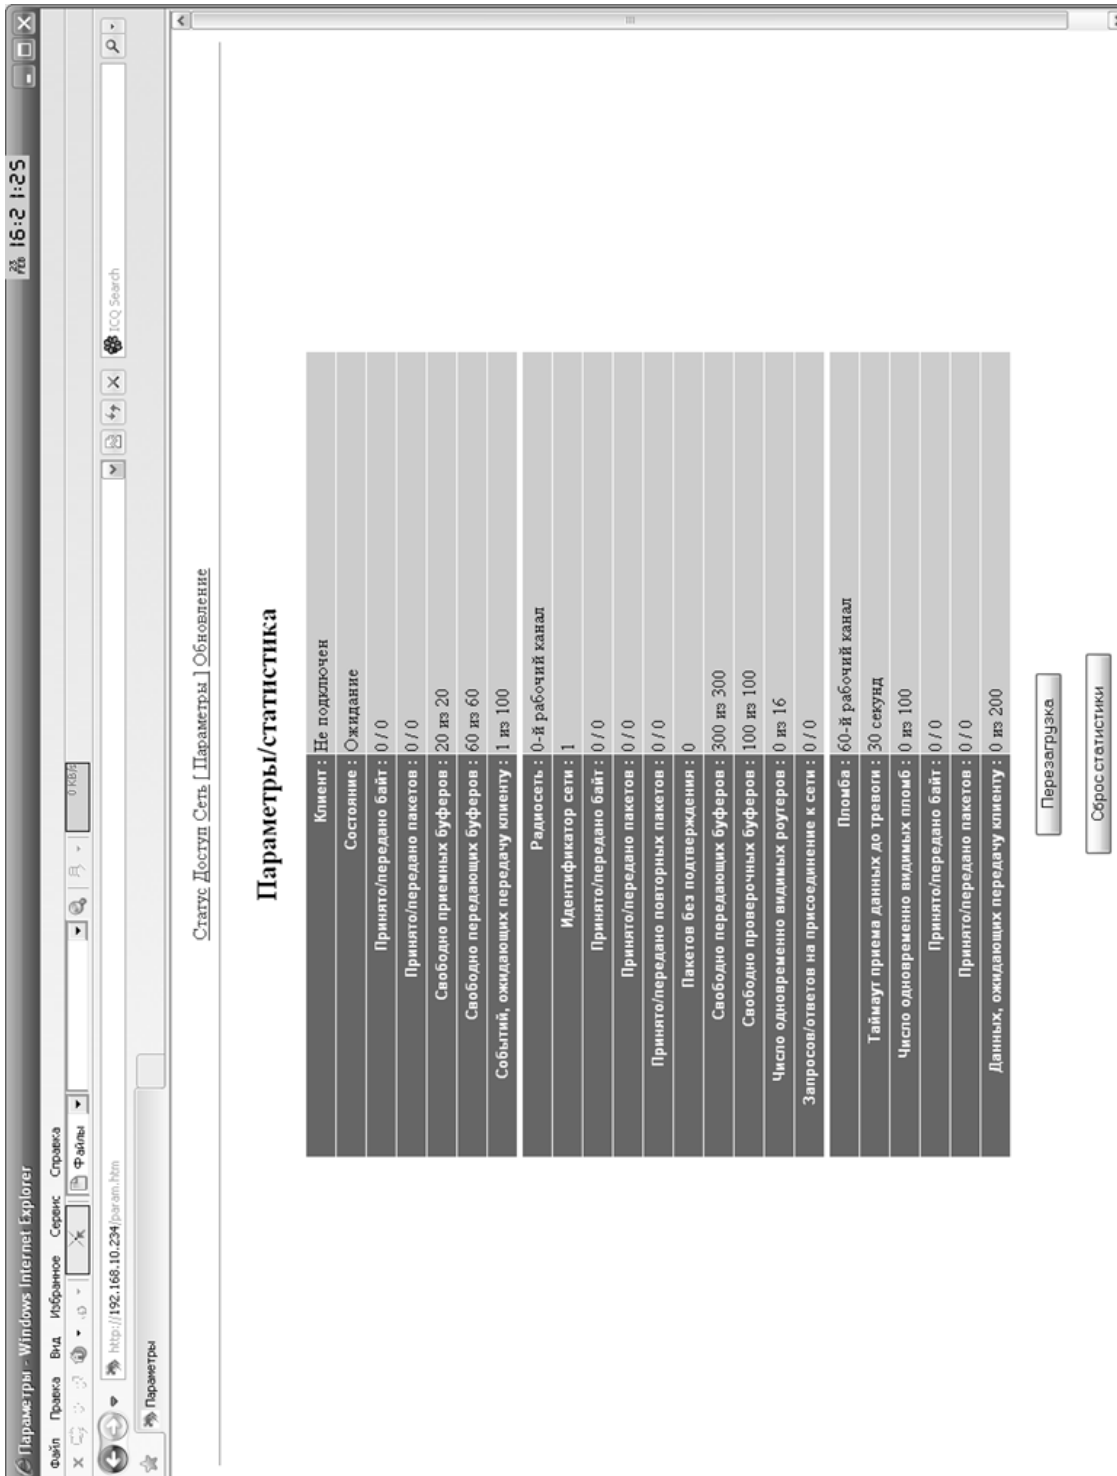 Параметры - Windows Internet Explorer
23 FEB 16:21:25
Файл Правка Вид Избранное Сервис Справка
Файлы
0 KB/s
http://192.168.10.234/param.htm
ICQ Search
Параметры
Статус Доступ Сеть [ Параметры ] Обновление
Параметры/статистика
Клиент : Не подключен
Состояние : Ожидание
Принято/передано байт : 0 / 0
Принято/передано пакетов : 0 / 0
Свободно приемных буферов : 20 из 20
Свободно передающих буферов : 60 из 60
Событий, ожидающих передачу клиенту : 1 из 100
Радиосеть : 0-й рабочий канал
Идентификатор сети : 1
Принято/передано байт : 0 / 0
Принято/передано пакетов : 0 / 0
Принято/передано повторных пакетов : 0 / 0
Пакетов без подтверждения : 0
Свободно передающих буферов : 300 из 300
Свободно проверочных буферов : 100 из 100
Число одновременно видимых роутеров : 0 из 16
Запросов/ответов на присоединение к сети : 0 / 0
Пломба : 60-й рабочий канал
Таймаут приема данных до тревоги : 30 секунд
Число одновременно видимых пломб : 0 из 100
Принято/передано байт : 0 / 0
Принято/передано пакетов : 0 / 0
Данных, ожидающих передачу клиенту : 0 из 200
Перезагрузка
Сброс статистики